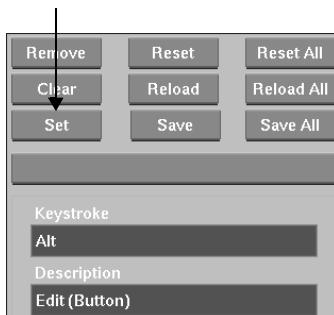 Remove Reset Reset All
Clear Reload Reload All
Set Save Save All
Keystroke
Alt
Description
Edit (Button)